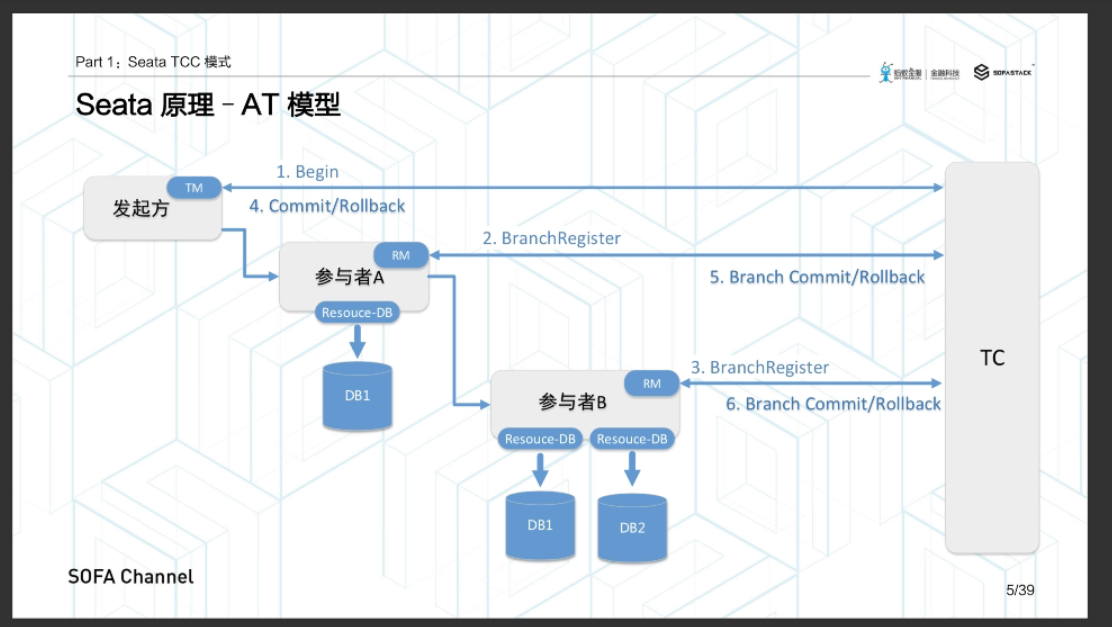 Part 1：Seata TCC 模式
蚂蚁金服 | 金融科技
SOFASTACK
Seata 原理 – AT 模型
1. Begin
TM
发起方
4. Commit/Rollback
2. BranchRegister
RM
参与者A
5. Branch Commit/Rollback
Resouce-DB
DB1
TC
3. BranchRegister
RM
参与者B
6. Branch Commit/Rollback
Resouce-DB
Resouce-DB
DB1
DB2
SOFA Channel
5/39